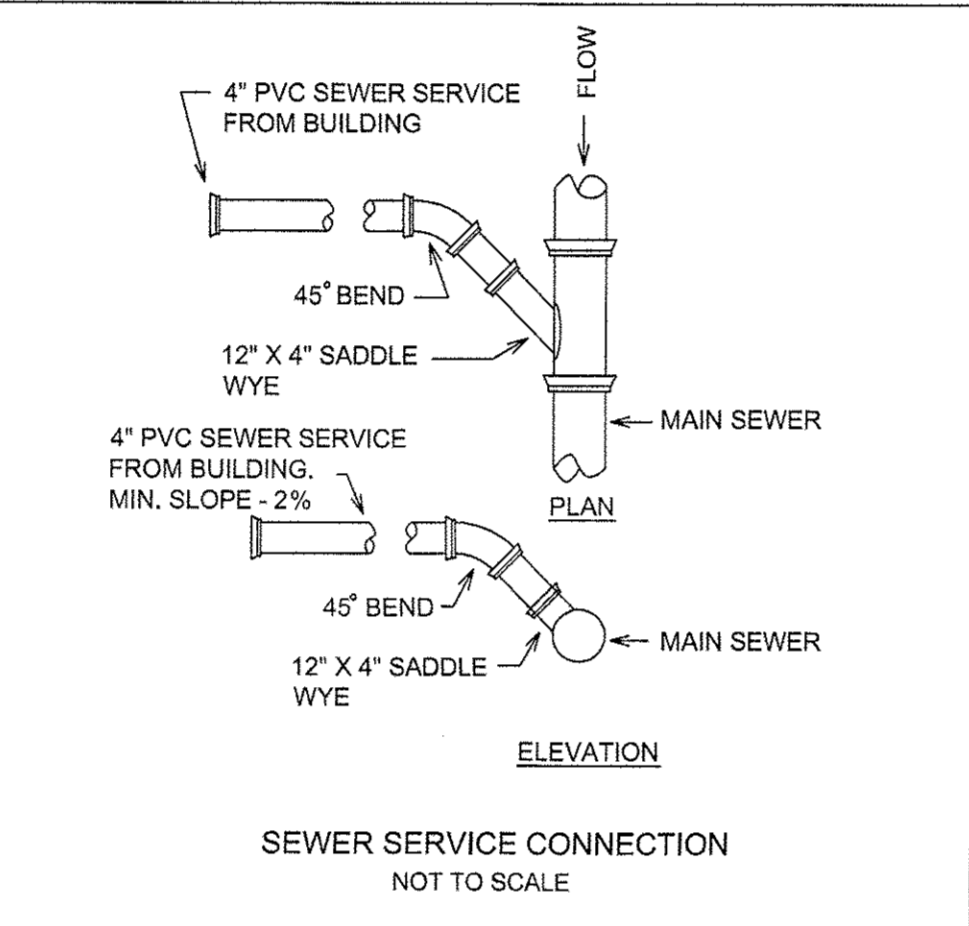 FLOW
4" PVC SEWER SERVICE
FROM BUILDING
45° BEND
12" X 4" SADDLE
WYE
MAIN SEWER
PLAN
4" PVC SEWER SERVICE
FROM BUILDING.
MIN. SLOPE - 2%
45° BEND
12" X 4" SADDLE
WYE
MAIN SEWER
ELEVATION
SEWER SERVICE CONNECTION
NOT TO SCALE